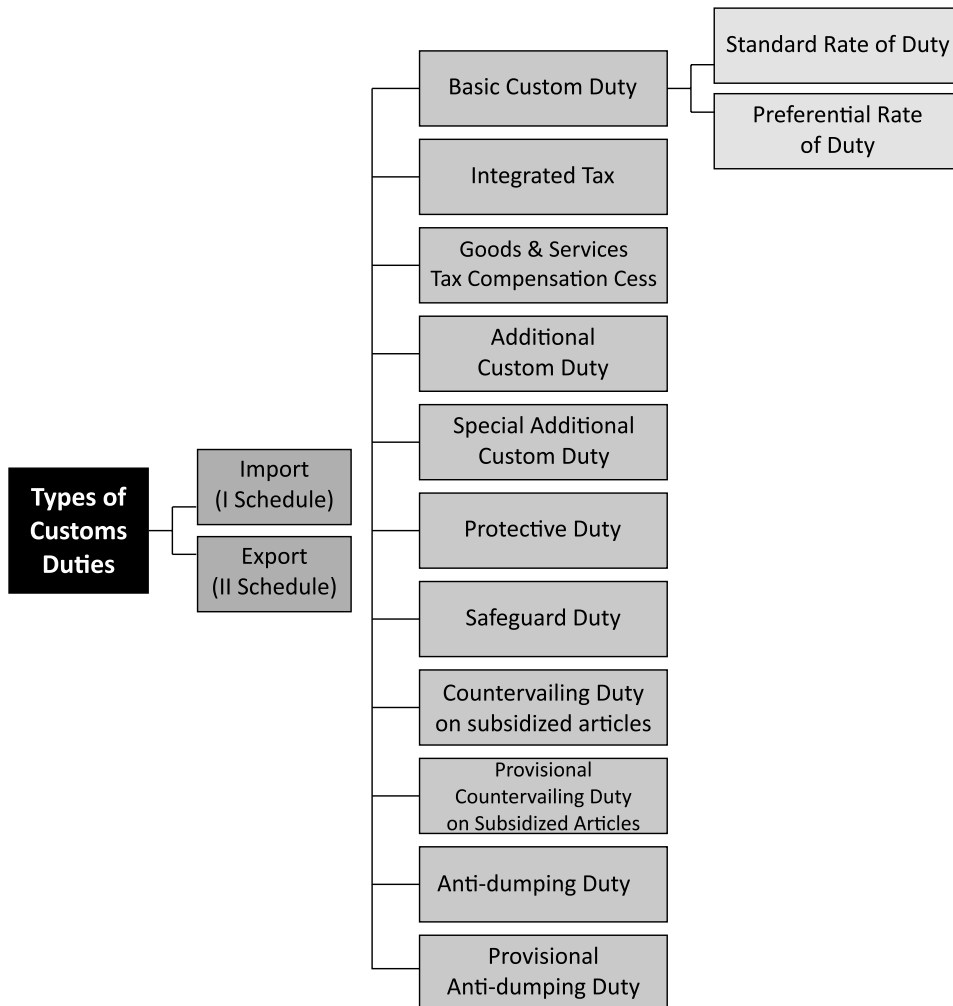 Types of
Customs
Duties
Import
(I Schedule)
Export
(II Schedule)
Basic Custom Duty
Standard Rate of Duty
Preferential Rate
of Duty
Integrated Tax
Goods & Services
Tax Compensation Cess
Additional
Custom Duty
Special Additional
Custom Duty
Protective Duty
Safeguard Duty
Countervailing Duty
on subsidized articles
Provisional
Countervailing Duty
on Subsidized Articles
Anti-dumping Duty
Provisional
Anti-dumping Duty